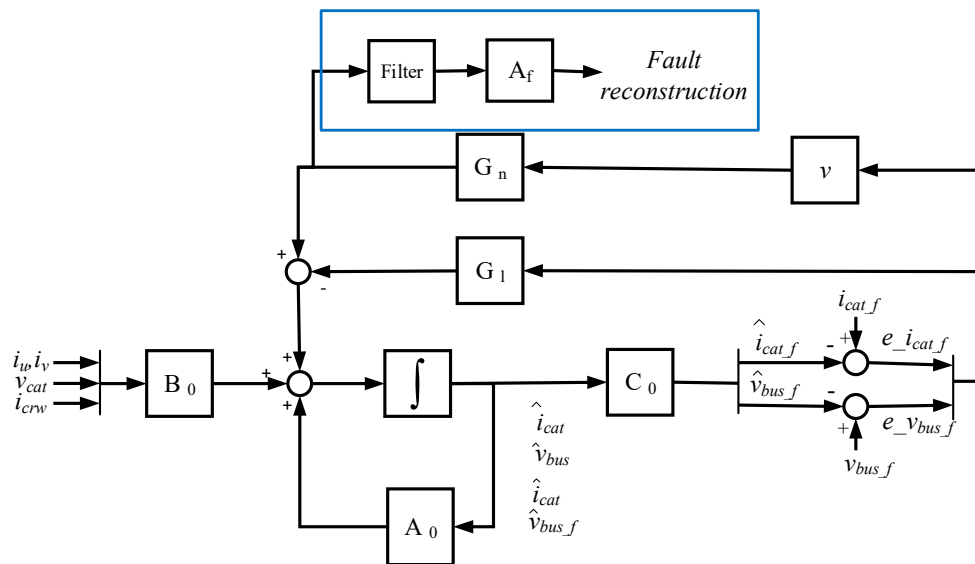 Filter
A_f
Fault
reconstruction
G_n
v
G_l
+
-
i_cat_f
+
-
î_cat_f
e_i_cat_f
i_u,i_v
v_cat
i_crw
B_0
+
+
+
∫
C_0
v̂_bus_f
-
+
e_v_bus_f
v_bus_f
î_cat
v̂_bus
î_cat
v̂_bus_f
A_0